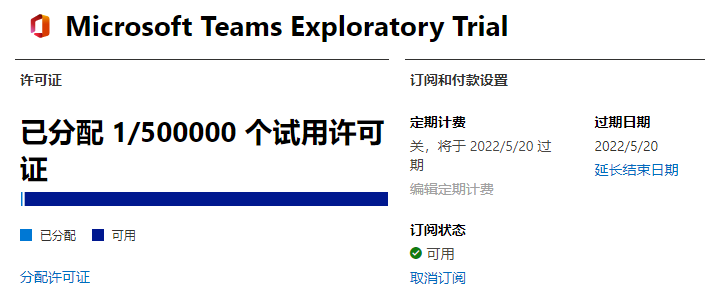 Microsoft Teams Exploratory Trial
许可证
已分配 1/500000 个试用许可
证
已分配 可用
分配许可证
订阅和付款设置
定期计费
关，将于 2022/5/20 过
期
编辑定期计费
过期日期
2022/5/20
延长结束日期
订阅状态
可用
取消订阅